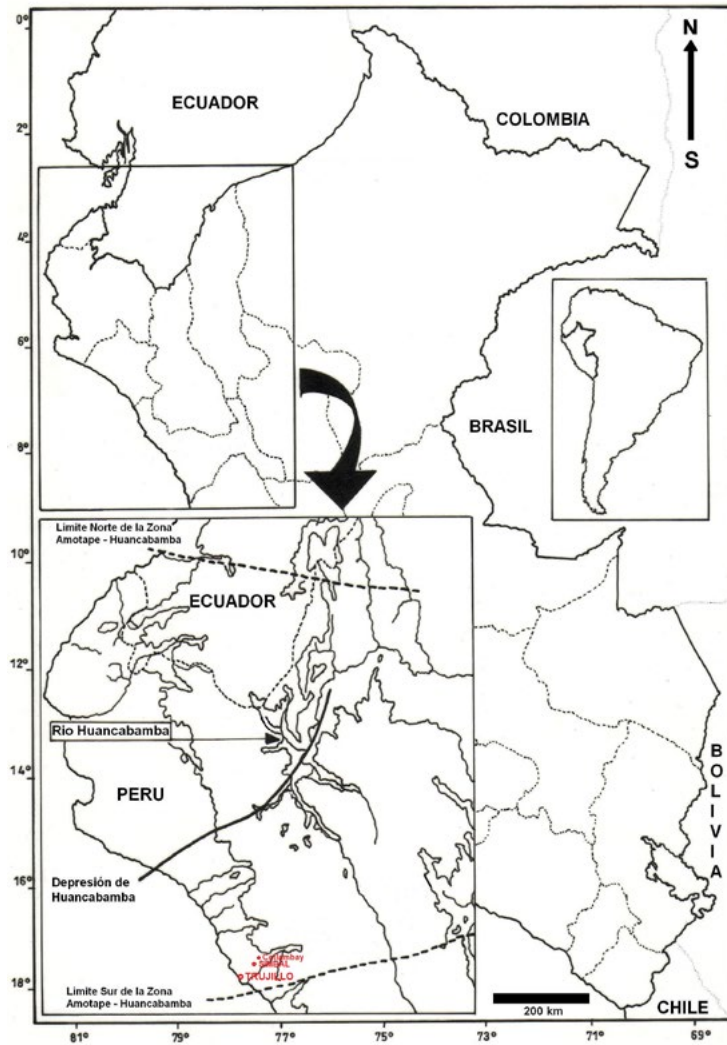 0°
N
ECUADOR
COLOMBIA
2°
S
4°
6°
BRASIL
8°
Limite Norte de la Zona
Amotape - Huancabamba
10°
ECUADOR
12°
Rio Huancabamba
14°
PERU
BOLIVIA
Depresión de
Huancabamba
16°
TRUJILLO
18°
Limite Sur de la Zona
Amotape - Huancabamba
200 km
CHILE
81°
79°
77°
75°
73°
71°
69°